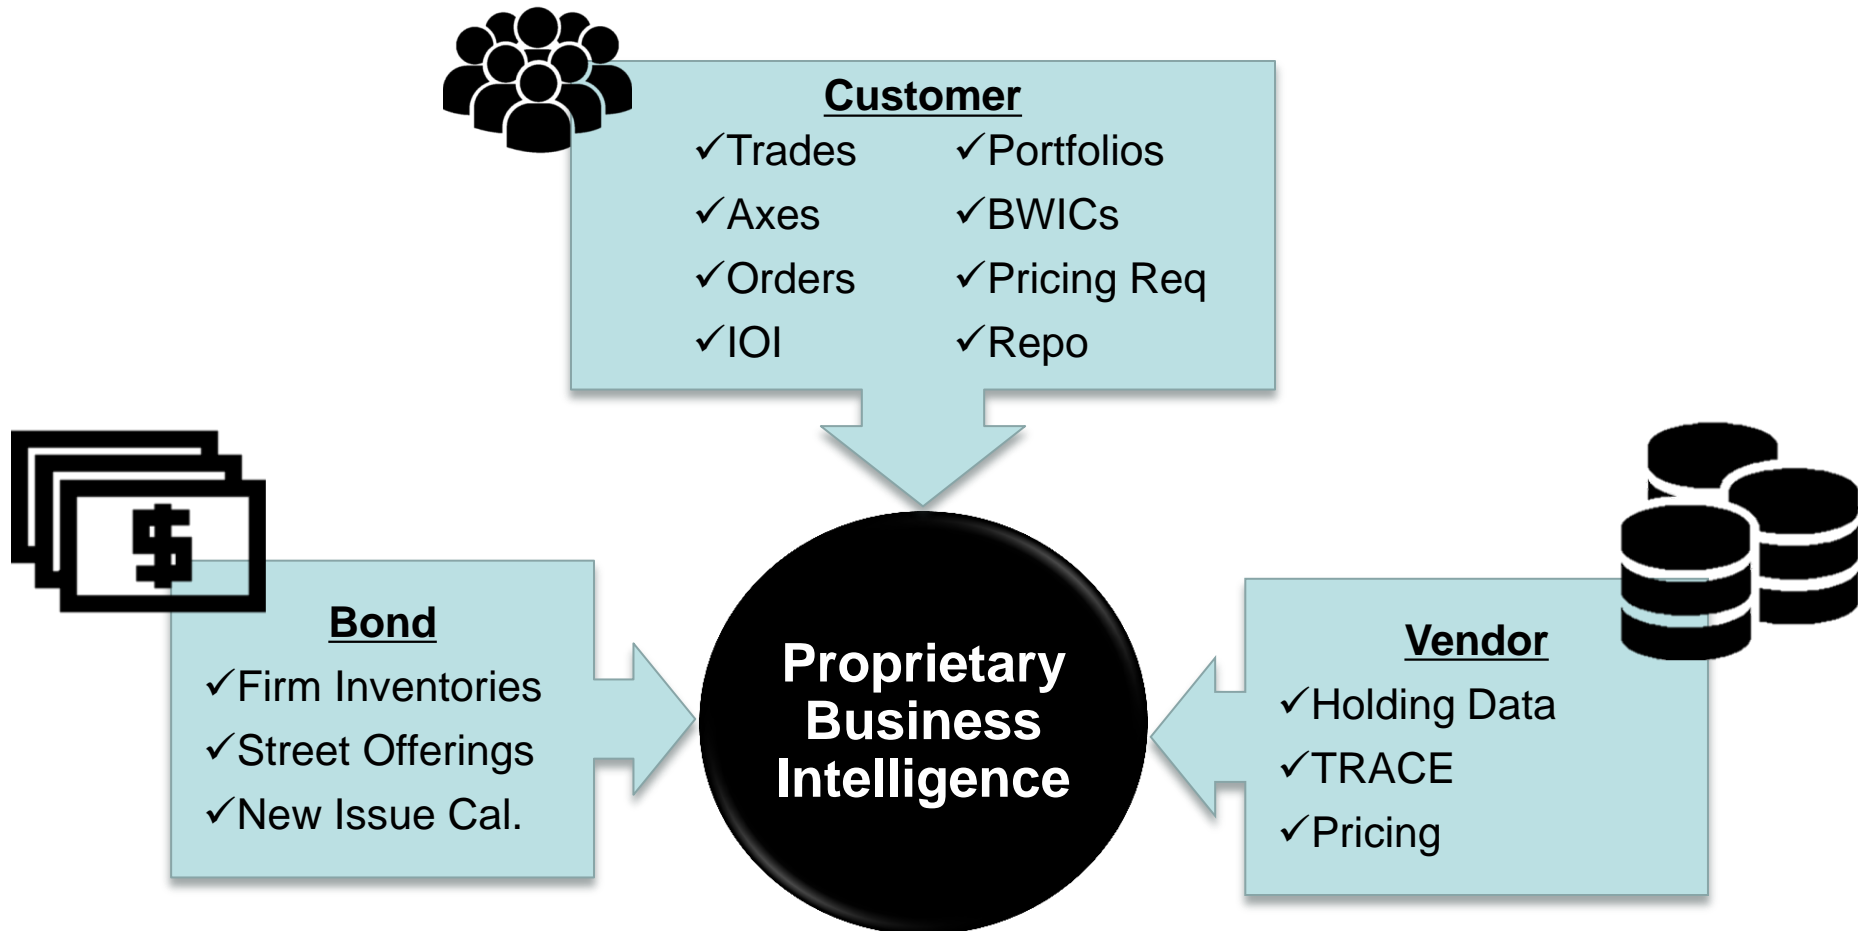 Customer
✓Trades
✓Axes
✓Orders
✓IOI
✓Portfolios
✓BWICs
✓Pricing Req
✓Repo
$
Bond
✓Firm Inventories
✓Street Offerings
✓New Issue Cal.
Proprietary
Business
Intelligence
Vendor
✓Holding Data
✓TRACE
✓Pricing